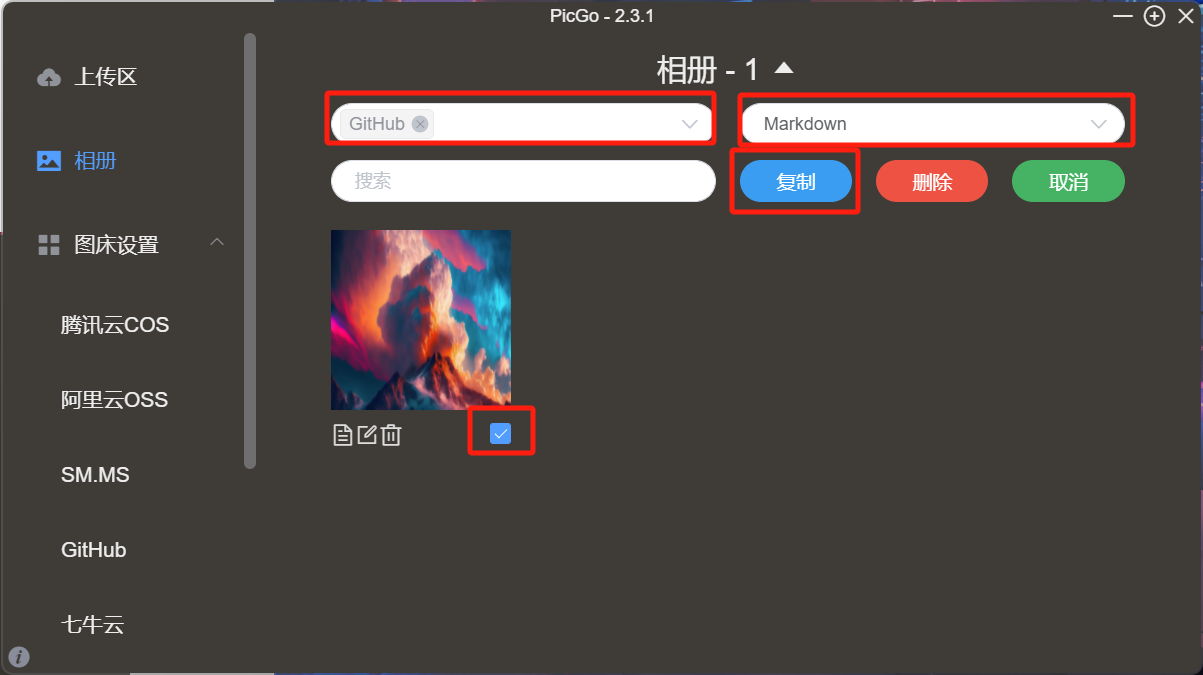 PicGo - 2.3.1
上传区
相册
图床设置
腾讯云COS
阿里云OSS
SM.MS
GitHub
七牛云
相册 - 1
GitHub
Markdown
搜索
复制
删除
取消